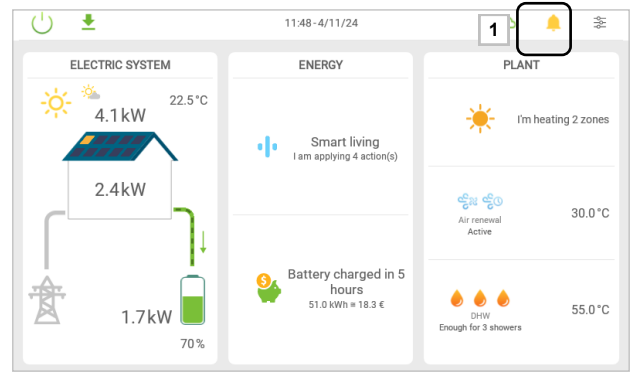 11:48-4/11/24
1
ELECTRIC SYSTEM
22.5°C
4.1kW
2.4kW
1.7kW
70%
ENERGY
Smart living
I am applying 4 action(s)
$
Battery charged in 5
hours
51.0 kWh = 18.3 €
PLANT
I'm heating 2 zones
Air renewal
Active
30.0°C
DHW
Enough for 3 showers
55.0°C